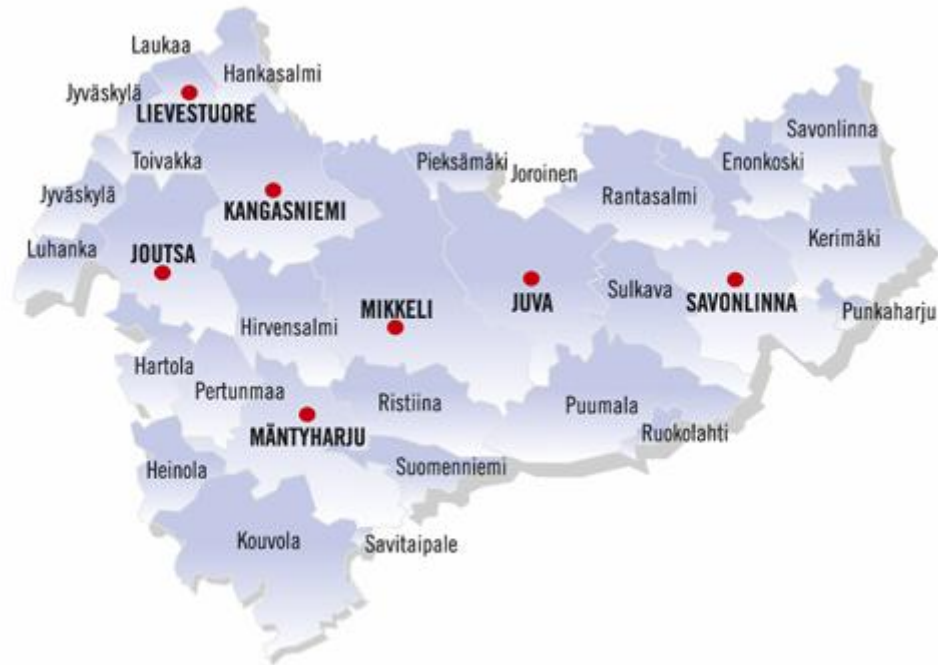 Laukaa
Hankasalmi
Jyväskylä
LIEVESTUORE
Savonlinna
Toivakka
Pieksämäki
Joroinen
Enonkoski
Jyväskylä
KANGASNIEMI
Rantasalmi
Luhanka
JOUTSA
Kerimäki
Sulkava
MIKKELI
JUVA
SAVONLINNA
Punkaharju
Hirvensalmi
Hartola
Pertunmaa
Ristiina
Puumala
MÄNTYHARJU
Ruokolahti
Heinola
Suomenniemi
Kouvola
Savitaipale